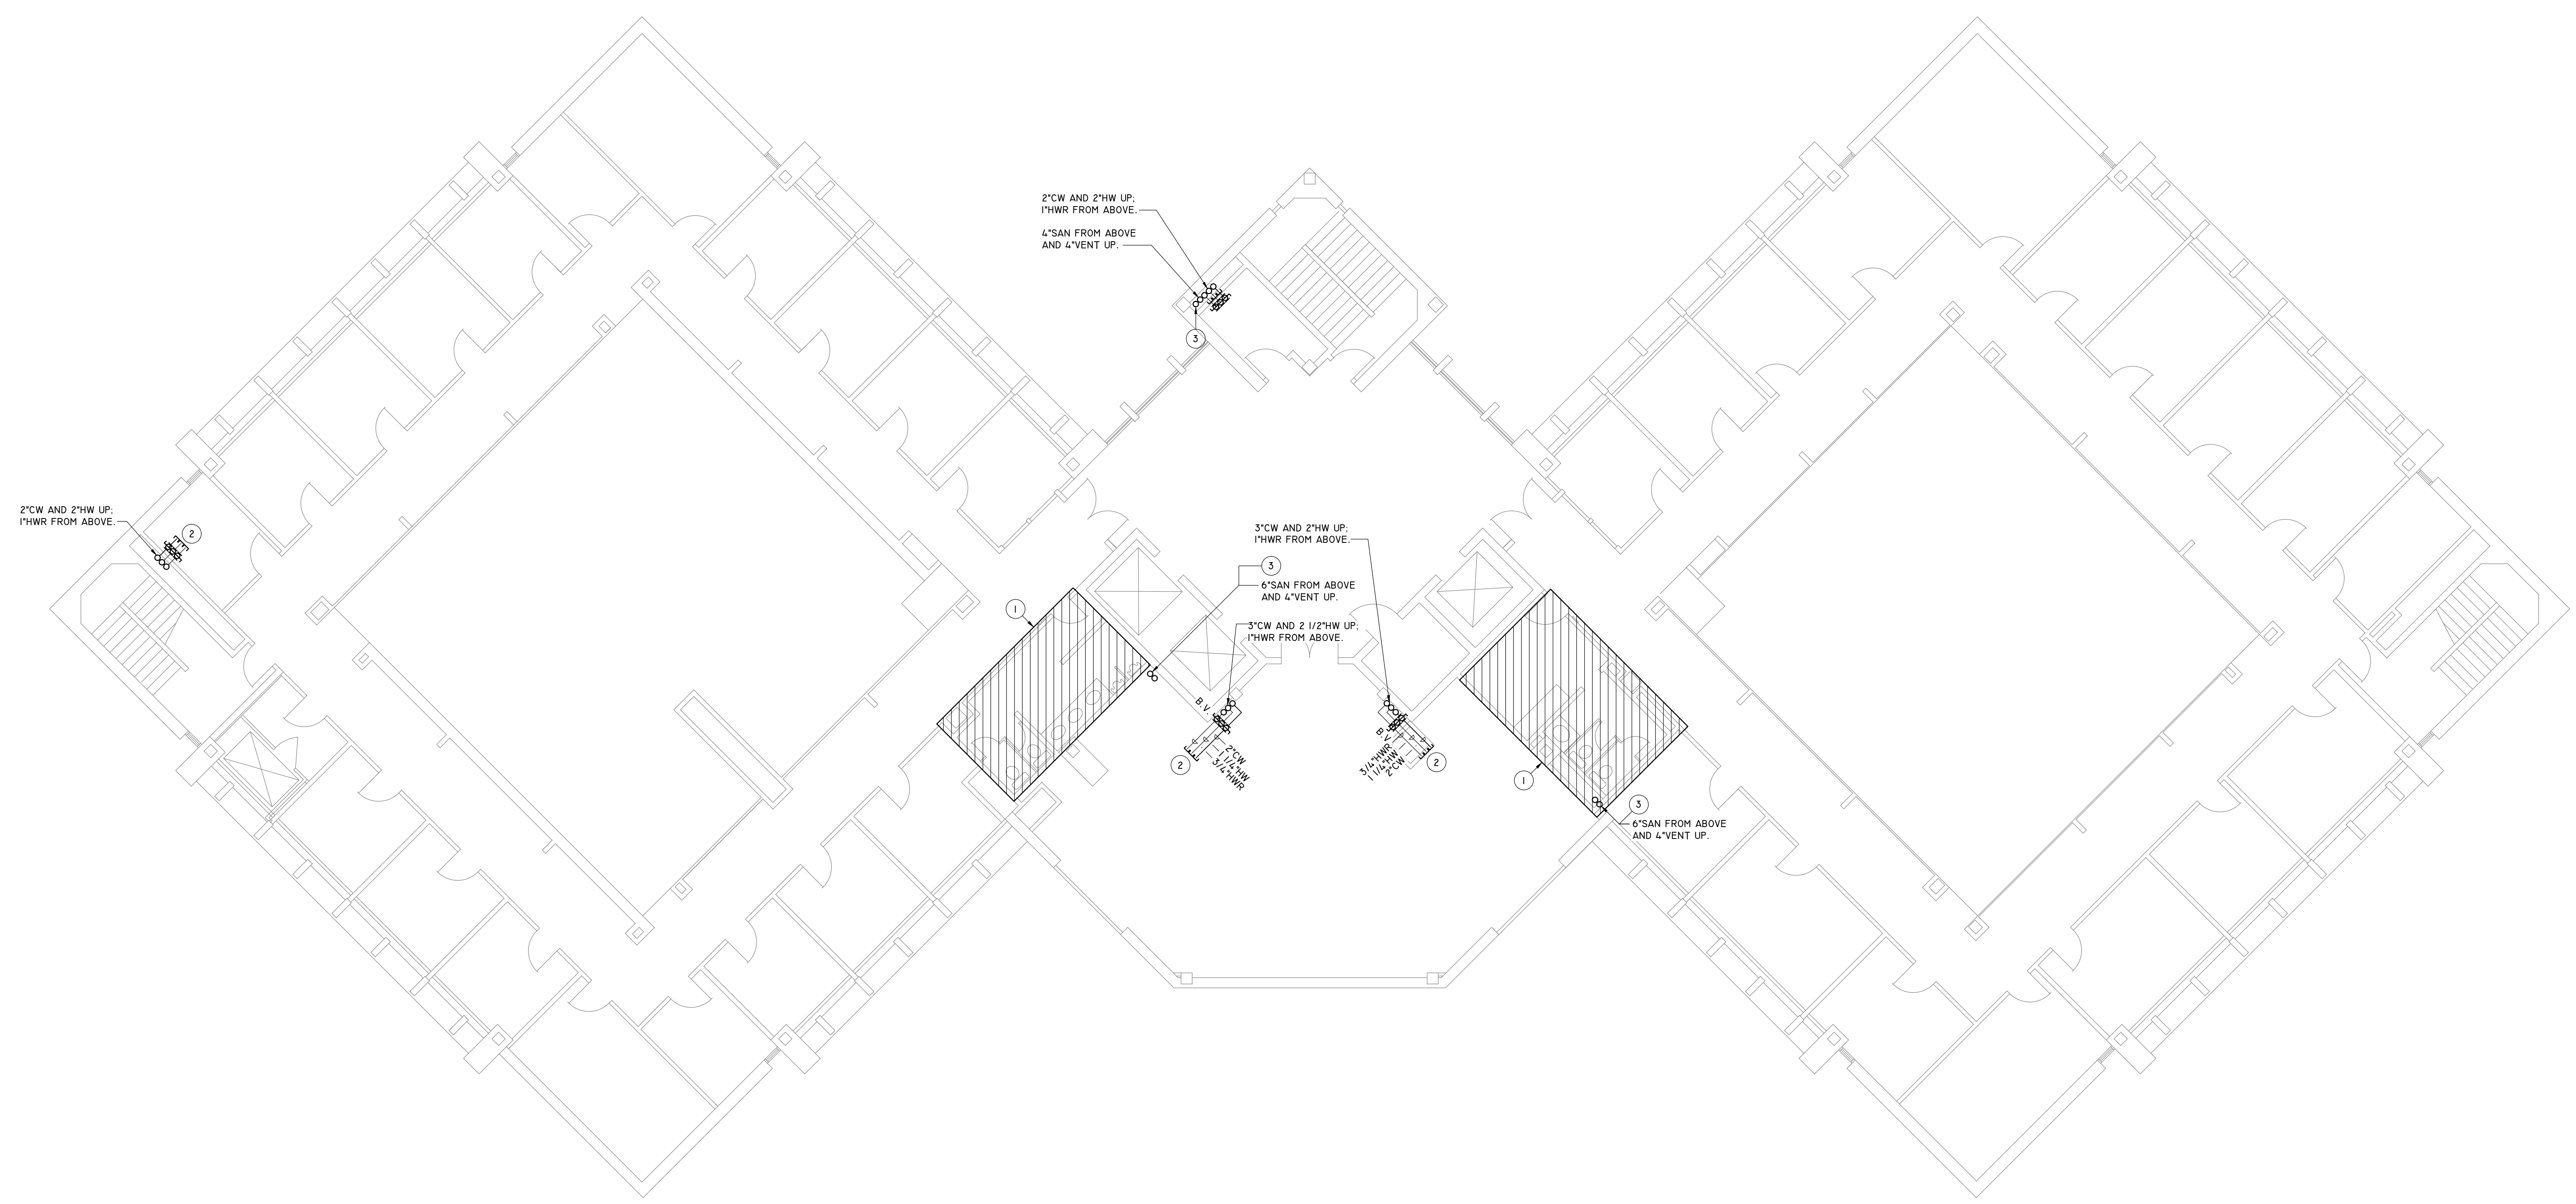 2"CW AND 2"HW UP;
1"HWR FROM ABOVE.
4"SAN FROM ABOVE
AND 4"VENT UP.
3
2"CW AND 2"HW UP;
1"HWR FROM ABOVE.
2
3"CW AND 2"HW UP;
1"HWR FROM ABOVE.
3
6"SAN FROM ABOVE
AND 4"VENT UP.
1
3"CW AND 2 1/2"HW UP;
1"HWR FROM ABOVE.
B.V.
2"CW
1 1/4"HW
3/4"HWR
2
B.V.
3/4"HWR
1 1/4"HW
2"CW
2
1
3
6"SAN FROM ABOVE
AND 4"VENT UP.